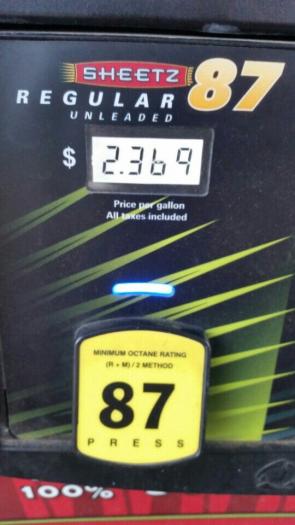 SHEETZ 87
REGULAR
UNLEADED
$ 2.369
Price per gallon
All taxes included
MINIMUM OCTANE RATING
(R + M) / 2 METHOD
87
PRESS
100%